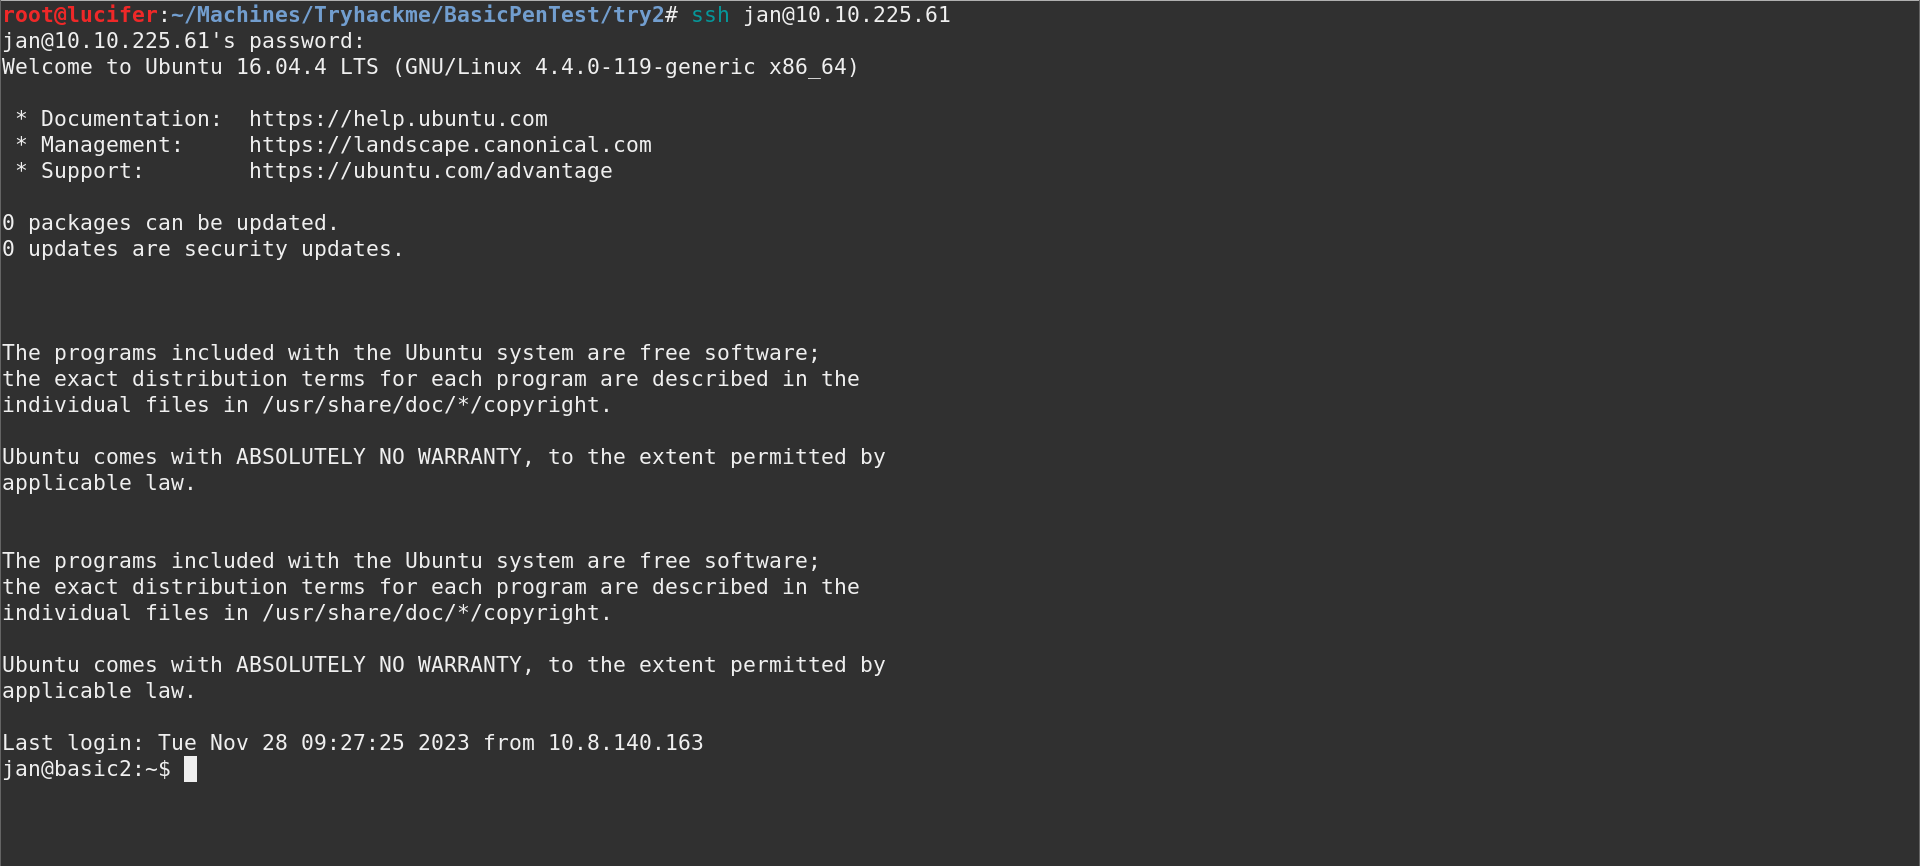 root@lucifer:~/Machines/Tryhackme/BasicPenTest/try2# ssh jan@10.10.225.61
jan@10.10.225.61's password:
Welcome to Ubuntu 16.04.4 LTS (GNU/Linux 4.4.0-119-generic x86_64)

 * Documentation:  https://help.ubuntu.com
 * Management:     https://landscape.canonical.com
 * Support:        https://ubuntu.com/advantage

0 packages can be updated.
0 updates are security updates.

The programs included with the Ubuntu system are free software;
the exact distribution terms for each program are described in the
individual files in /usr/share/doc/*/copyright.

Ubuntu comes with ABSOLUTELY NO WARRANTY, to the extent permitted by
applicable law.

The programs included with the Ubuntu system are free software;
the exact distribution terms for each program are described in the
individual files in /usr/share/doc/*/copyright.

Ubuntu comes with ABSOLUTELY NO WARRANTY, to the extent permitted by
applicable law.

Last login: Tue Nov 28 09:27:25 2023 from 10.8.140.163
jan@basic2:~$